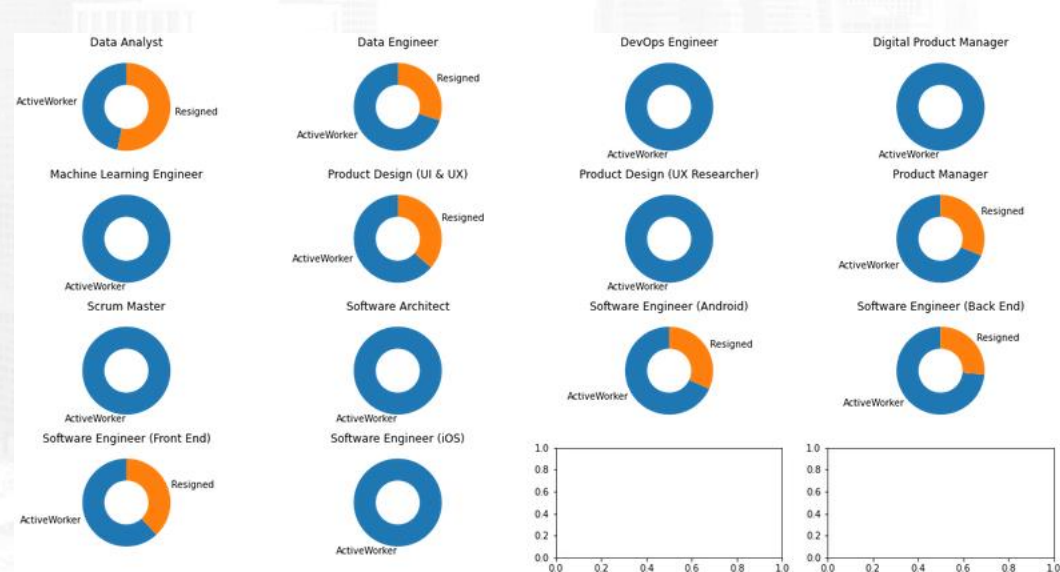 Data Analyst
ActiveWorker
Resigned
Data Engineer
Resigned
ActiveWorker
DevOps Engineer
ActiveWorker
Digital Product Manager
ActiveWorker
Machine Learning Engineer
ActiveWorker
Product Design (UI & UX)
Resigned
ActiveWorker
Product Design (UX Researcher)
ActiveWorker
Product Manager
Resigned
ActiveWorker
Scrum Master
ActiveWorker
Software Architect
ActiveWorker
Software Engineer (Android)
Resigned
ActiveWorker
Software Engineer (Back End)
Resigned
ActiveWorker
Software Engineer (Front End)
Resigned
ActiveWorker
Software Engineer (iOS)
ActiveWorker
1.0
0.8
0.6
0.4
0.2
0.0
0.0 0.2 0.4 0.6 0.8 1.0
1.0
0.8
0.6
0.4
0.2
0.0
0.0 0.2 0.4 0.6 0.8 1.0